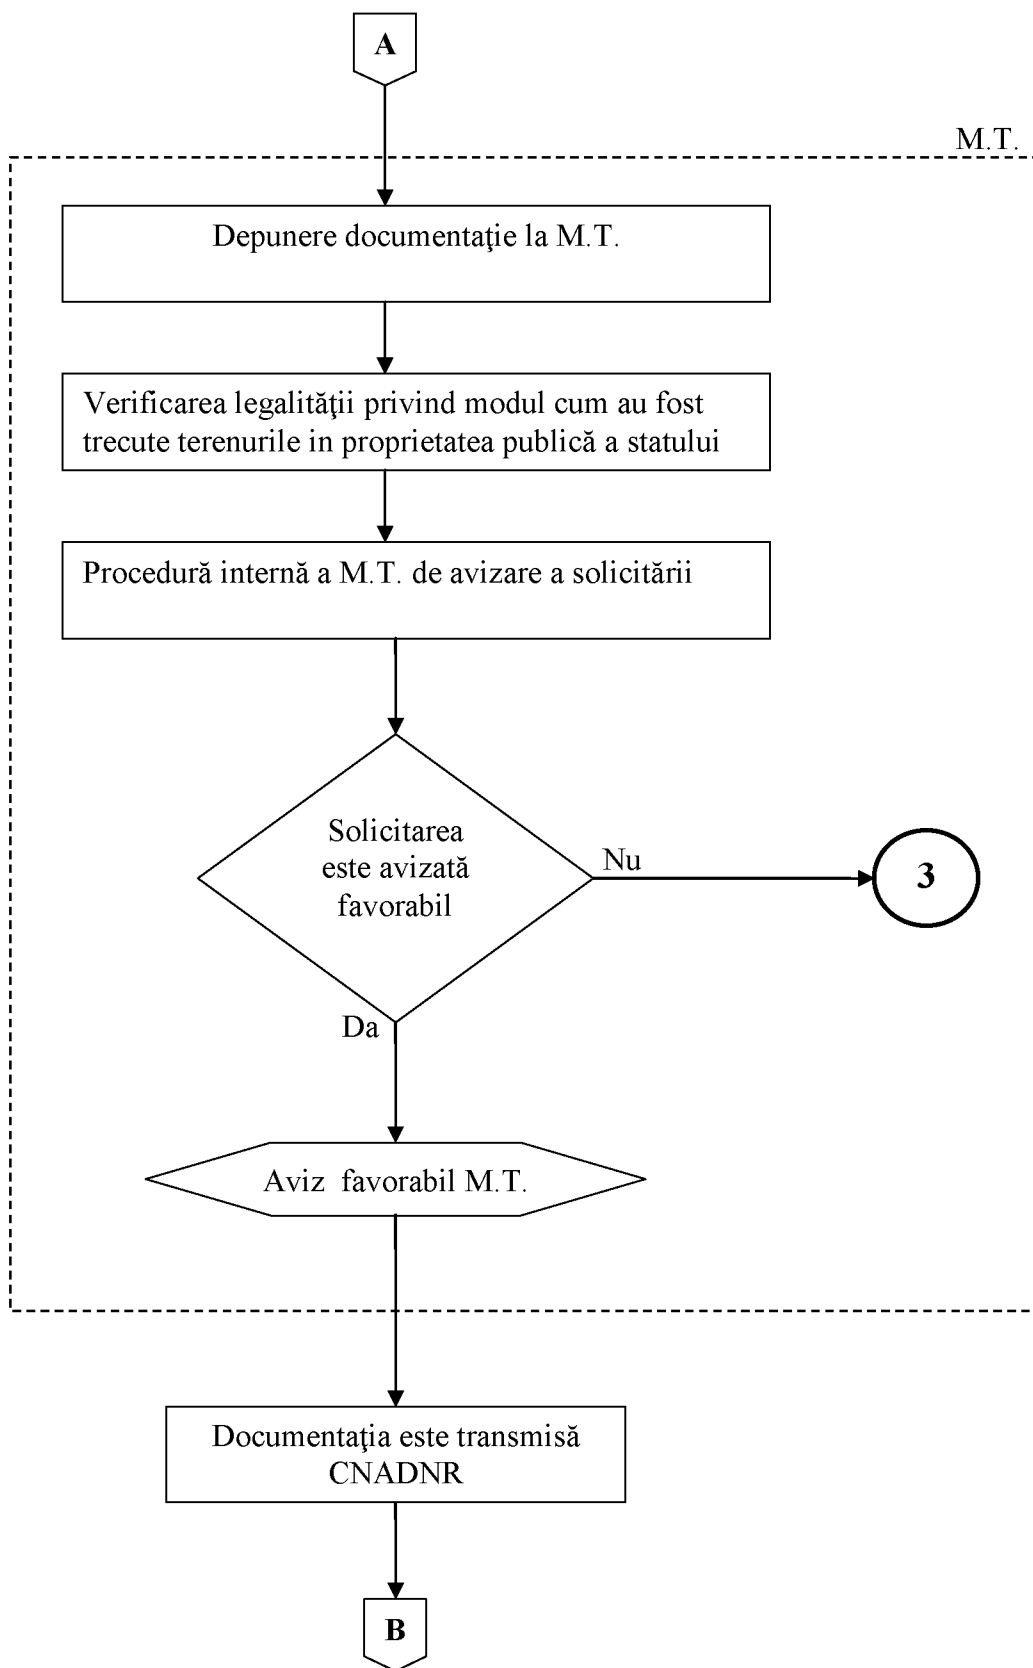 A
M.T.
Depunere documentaţie la M.T.
Verificarea legalităţii privind modul cum au fost
trecute terenurile in proprietatea publică a statului
Procedură internă a M.T. de avizare a solicitării
Solicitarea
este avizată
favorabil
Nu
3
Da
Aviz favorabil M.T.
Documentaţia este transmisă
CNADNR
B